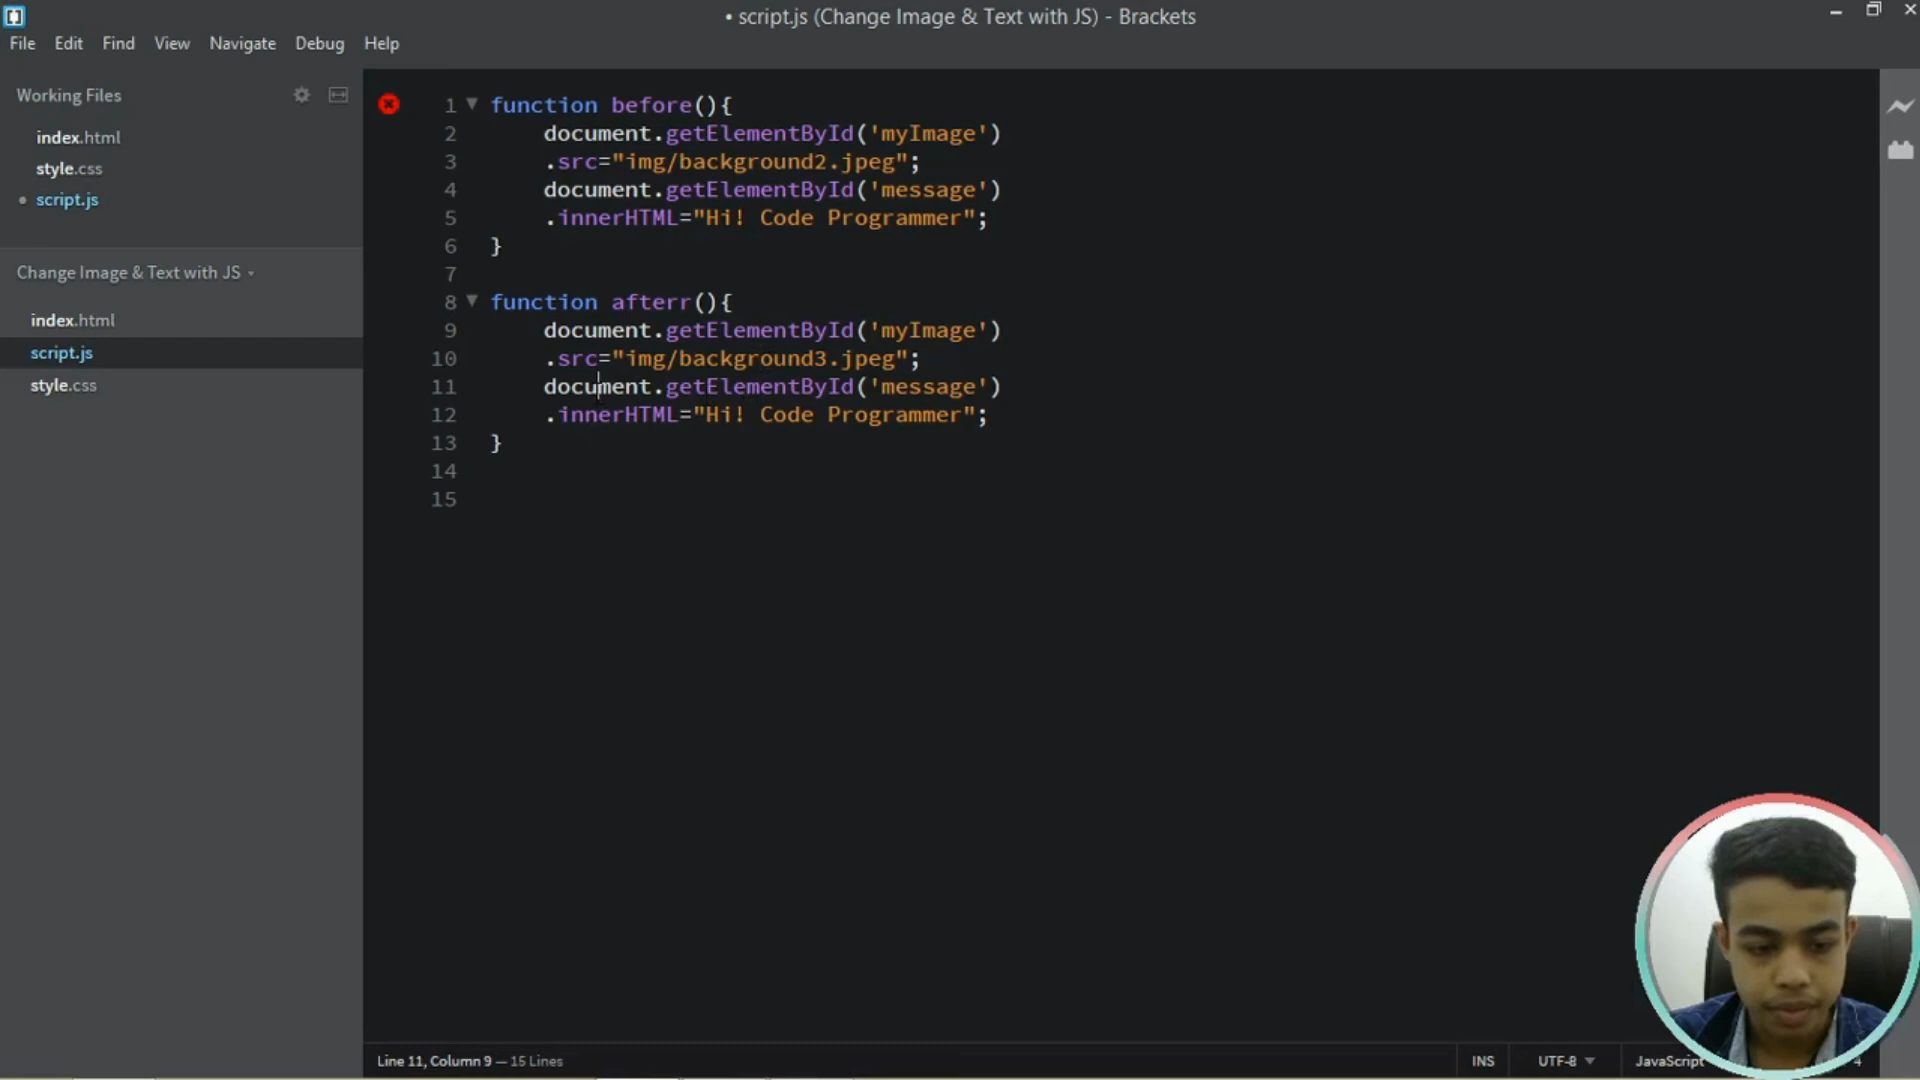 • script.js (Change Image & Text with JS) - Brackets
File Edit Find View Navigate Debug Help
Working Files
index.html
style.css
• script.js
Change Image & Text with JS
index.html
script.js
style.css
1 function before(){
2 document.getElementById('myImage')
3 .src="img/background2.jpeg";
4 document.getElementById('message')
5 .innerHTML="Hi! Code Programmer";
6 }
7
8 function afterr(){
9 document.getElementById('myImage')
10 .src="img/background3.jpeg";
11 document.getElementById('message')
12 .innerHTML="Hi! Code Programmer";
13 }
14
15
Line 11, Column 9 — 15 Lines
INS UTF-8 JavaScript 4